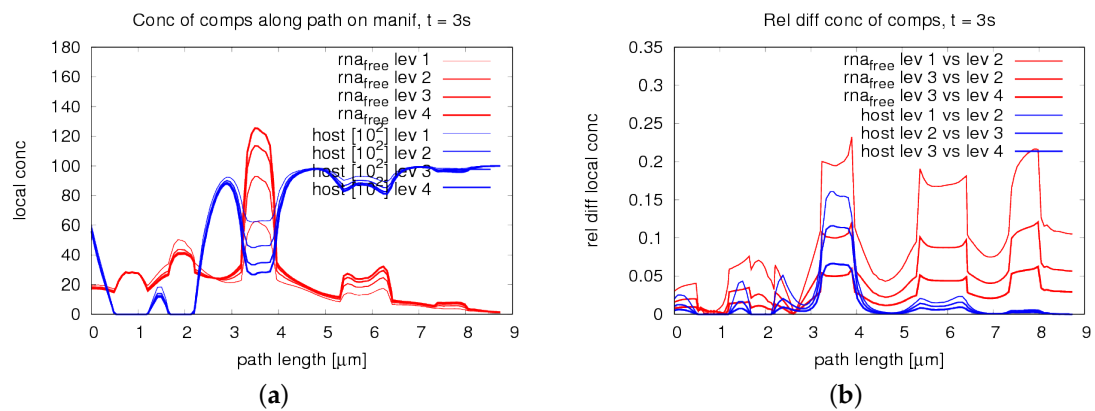 Conc of comps along path on manif, t = 3s
180
160
140
120
100
80
60
40
20
0
local conc
rna_free lev 1
rna_free lev 2
rna_free lev 3
rna_free lev 4
host [10^2] lev 1
host [10^2] lev 2
host [10^2] lev 3
host [10^2] lev 4
0 1 2 3 4 5 6 7 8 9
path length [μm]
(a)
Rel diff conc of comps, t = 3s
0.35
0.3
0.25
0.2
0.15
0.1
0.05
0
rel diff local conc
rna_free lev 1 vs lev 2
rna_free lev 3 vs lev 2
rna_free lev 3 vs lev 4
host lev 1 vs lev 2
host lev 2 vs lev 3
host lev 3 vs lev 4
0 1 2 3 4 5 6 7 8 9
path length [μm]
(b)